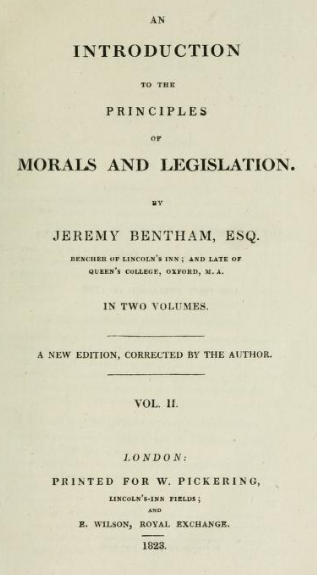 AN
INTRODUCTION
TO THE
PRINCIPLES
OF
MORALS AND LEGISLATION.
BY
JEREMY BENTHAM, ESQ.
BENCHER OF LINCOLN'S INN; AND LATE OF
QUEEN'S COLLEGE, OXFORD, M.A.
IN TWO VOLUMES.
A NEW EDITION, CORRECTED BY THE AUTHOR.
VOL. II.
LONDON:
PRINTED FOR W. PICKERING,
LINCOLN'S-INN FIELDS;
AND
E. WILSON, ROYAL EXCHANGE.
1823.